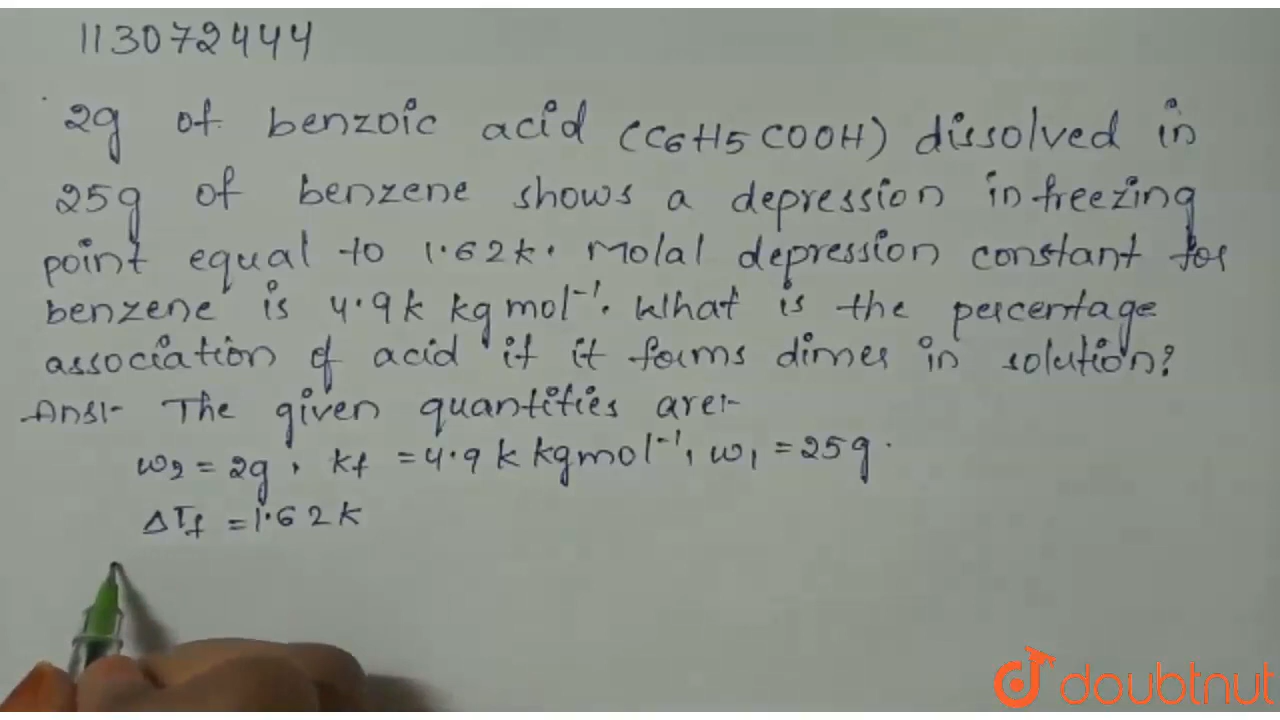 113072444
2g of benzoic acid (C6H5COOH) dissolved in
25g of benzene shows a depression in freezing
point equal to 1.62k. Molal depression constant for
benzene is 4.9k kg mol⁻¹. What is the percentage
association of acid if it forms dimer in solution?
Ans:- The given quantities are:-
w₂ = 2g, kf = 4.9 k kg mol⁻¹, w₁ = 25g.
ΔTf = 1.62k
doubtnut